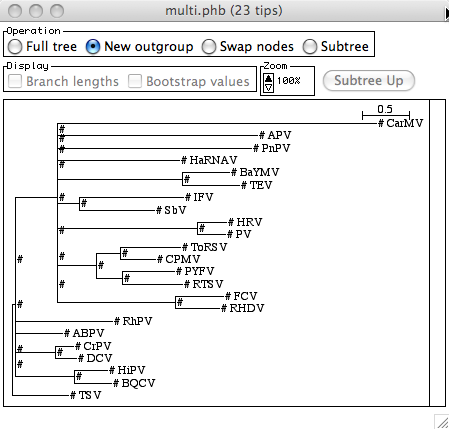 multi.phb (23 tips)
Operation
Full tree New outgroup Swap nodes Subtree
Display Zoom
Branch lengths Bootstrap values 100% Subtree Up
0.5
# CarMV
#
# APV
#
# PnPV
#
# HaRNAV
# BaYMV
#
# TEV
# # IFV
#
# SbV
# HRV
# #
# PV
# ToRSV
#
# # CPMV
# #
# PYFV
#
# RTSV
#
# FCV
#
# # RHDV
# RhPV
# ABPV
# CrPV
# #
# DCV
# # HiPV
#
# BQCV
# TSV